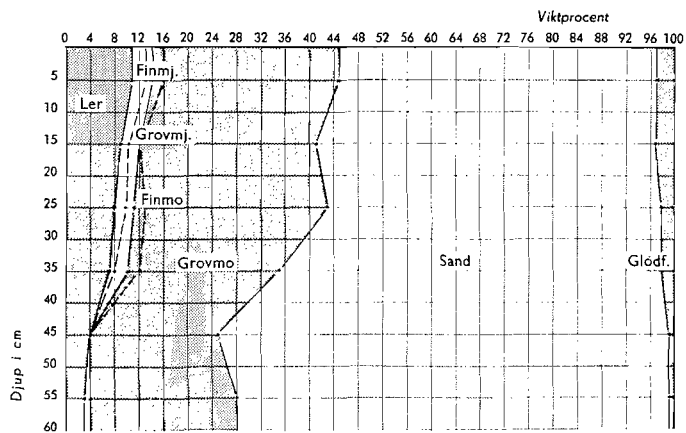 Viktprocent
0 4 8 12 16 20 24 28 32 36 40 44 48 52 56 60 64 68 72 76 80 84 88 92 96 100
Finmj.
5
Ler
10
Grovmj.
15
20
Finmo
25
30
Grovmo Sand Glödf.
35
40
45
50
55
60
Djup i cm